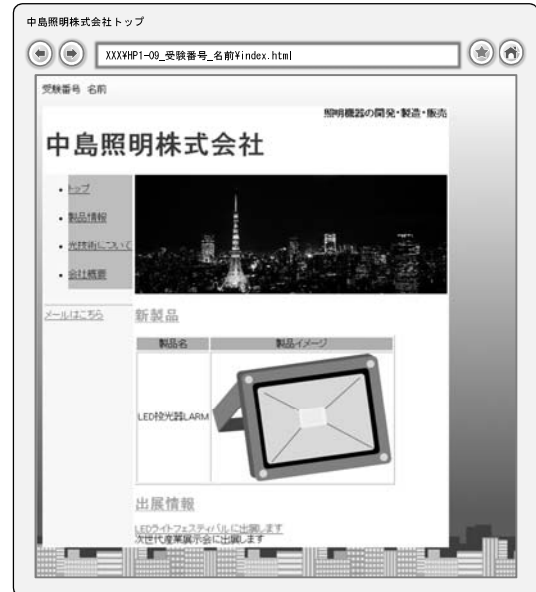 中島照明株式会社トップ
XXX¥HP1-09_受験番号_名前¥index.html
受験番号 名前
照明機器の開発・製造・販売
中島照明株式会社
トップ
製品情報
光技術について
会社概要
メールはこちら
新製品
製品名 製品イメージ
LED投光器LARM
出展情報
LEDライトフェスティバルに出展します
次世代産業展示会に出展します